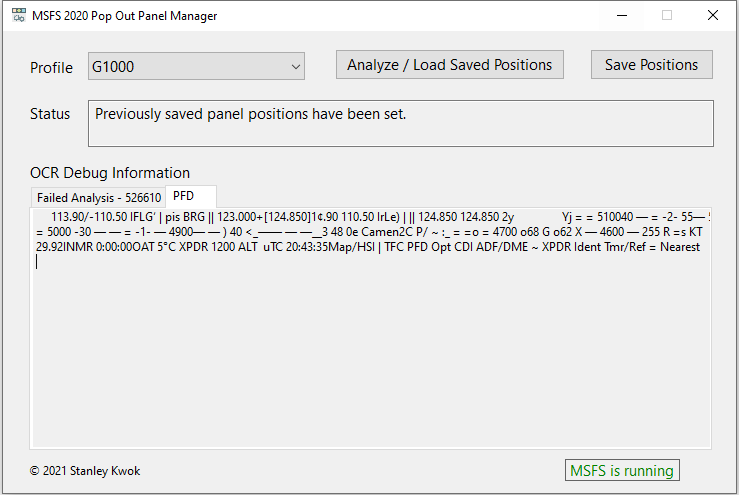 MSFS 2020 Pop Out Panel Manager
Profile G1000 Analyze / Load Saved Positions Save Positions
Status Previously saved panel positions have been set.
OCR Debug Information
Failed Analysis - 526610 PFD
113.90/-110.50 IFLG' | pis BRG || 123.000+[124.850]1¢.90 110.50 IrLe) | || 124.850 124.850 2y Yj = = 510040 — = -2- 55—
= 5000 -30 — — = -1- — 4900— — ) 40 <_—— — —__3 48 0e Camen2C P/ ~ :_ = =o = 4700 o68 G o62 X — 4600 — 255 R =s KT
29.92INMR 0:00:00OAT 5°C XPDR 1200 ALT uTC 20:43:35Map/HSI | TFC PFD Opt CDI ADF/DME ~ XPDR Ident Tmr/Ref = Nearest
© 2021 Stanley Kwok MSFS is running